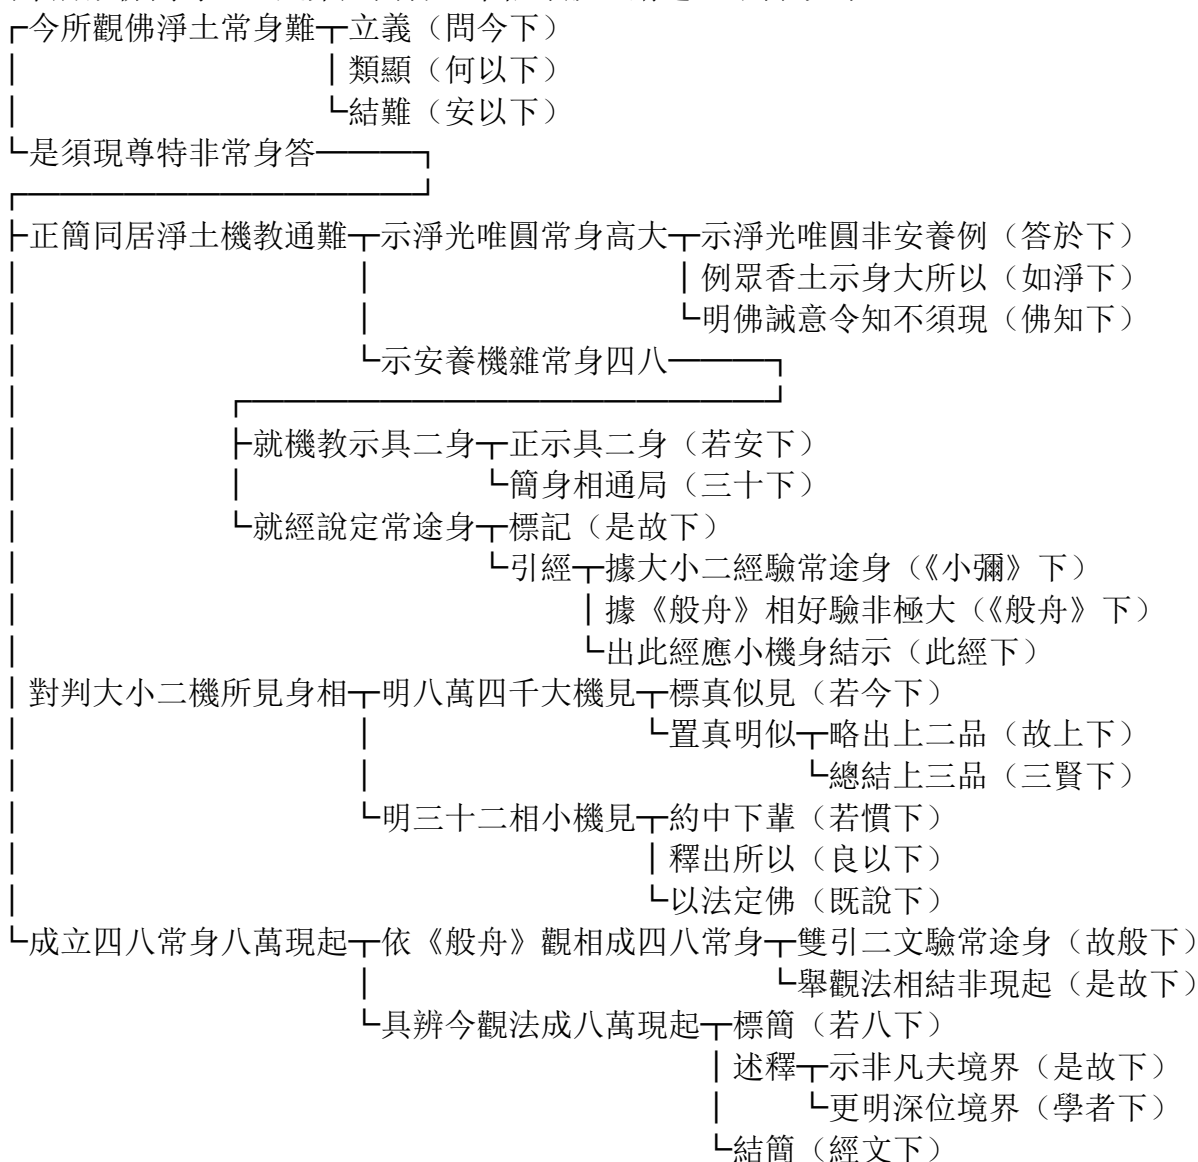 ┌今所觀佛淨土常身難┬立義（問今下）
│　　　　　　　　　│類顯（何以下）
│　　　　　　　　　└結難（安以下）
└是須現尊特非常身答────┐
┌─────────────┘
├正簡同居淨土機教通難┬示淨光唯圓常身高大┬示淨光唯圓非安養例（答於下）
│　　　　　　　　　　│　　　　　　　　　│例眾香土示身大所以（如淨下）
│　　　　　　　　　　│　　　　　　　　　└明佛誠意令知不須現（佛知下）
│　　　　　　　　　　└示安養機雜常身四八────┐
│　　　　　　┌─────────────────┘
│　　　　　　├就機教示具二身┬正示具二身（若安下）
│　　　　　　│　　　　　　　└簡身相通局（三十下）
│　　　　　　└就經說定常途身┬標記（是故下）
│　　　　　　　　　　　　　　└引經┬據大小二經驗常途身（《小彌》下）
│　　　　　　　　　　　　　　　　　│據《般舟》相好驗非極大（《般舟》下）
│　　　　　　　　　　　　　　　　　└出此經應小機身結示（此經下）
│對判大小二機所見身相┬明八萬四千大機見┬標真似見（若今下）
│　　　　　　　　　　│　　　　　　　　└置真明似┬略出上二品（故上下）
│　　　　　　　　　　│　　　　　　　　　　　　　└總結上三品（三賢下）
│　　　　　　　　　　└明三十二相小機見┬約中下輩（若慣下）
│　　　　　　　　　　　　　　　　　　　│釋出所以（良以下）
│　　　　　　　　　　　　　　　　　　　└以法定佛（既說下）
└成立四八常身八萬現起┬依《般舟》觀相成四八常身┬雙引二文驗常途身（故般下）
　　　　　　　　　　　│　　　　　　　　　　　　└舉觀法相結非現起（是故下）
　　　　　　　　　　　└具辨今觀法成八萬現起┬標簡（若八下）
　　　　　　　　　　　　　　　　　　　　　　│述釋┬示非凡夫境界（是故下）
　　　　　　　　　　　　　　　　　　　　　　│　　└更明深位境界（學者下）
　　　　　　　　　　　　　　　　　　　　　　└結簡（經文下）